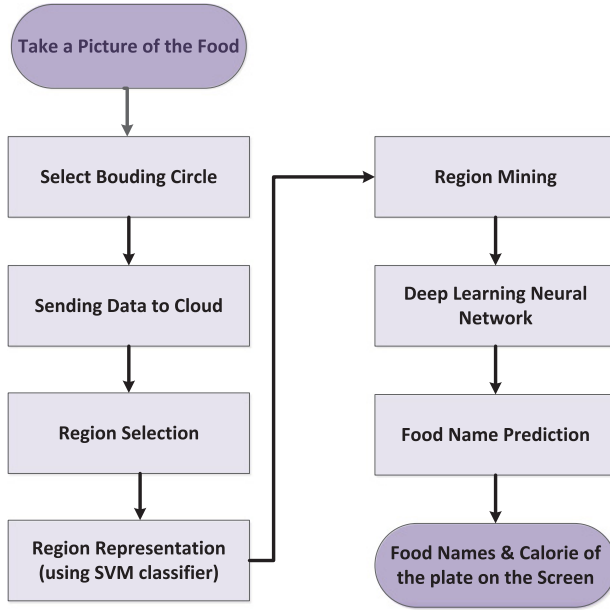 Take a Picture of the Food
Select Bouding Circle
Sending Data to Cloud
Region Selection
Region Representation
(using SVM classifier)
Region Mining
Deep Learning Neural
Network
Food Name Prediction
Food Names & Calorie of
the plate on the Screen